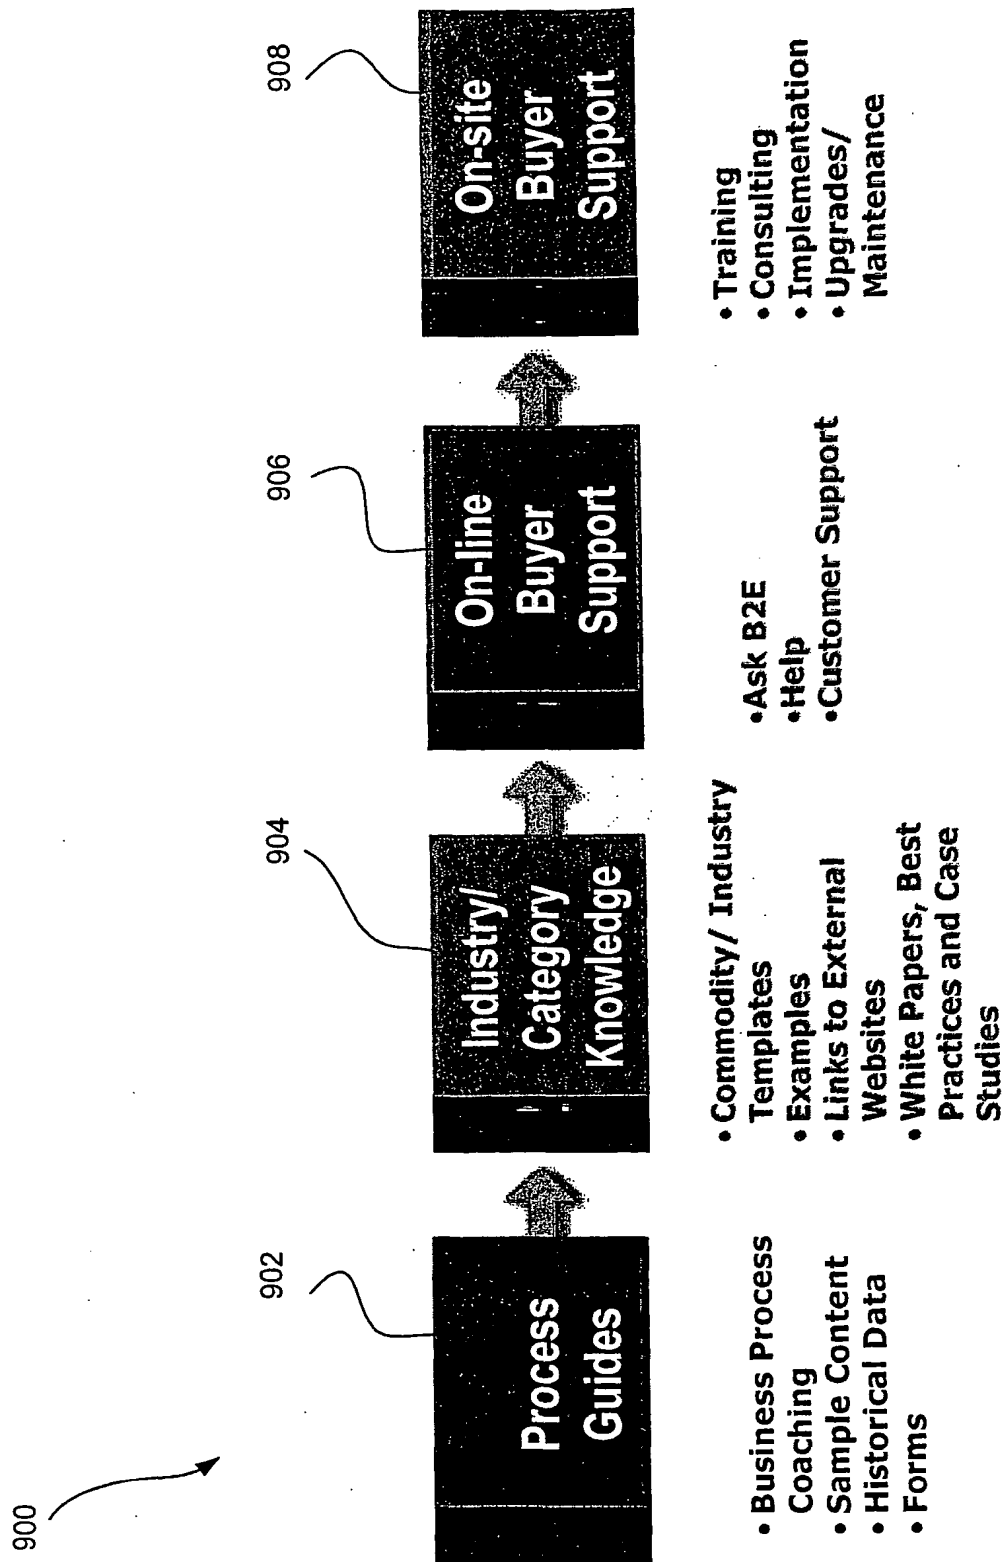 900
902
Process
Guides
• Business Process
Coaching
• Sample Content
• Historical Data
• Forms
904
Industry/
Category
Knowledge
• Commodity/ Industry
Templates
• Examples
• Links to External
Websites
• White Papers, Best
Practices and Case
Studies
906
On-line
Buyer
Support
•Ask B2E
•Help
•Customer Support
908
On-site
Buyer
Support
• Training
• Consulting
• Implementation
• Upgrades/
Maintenance